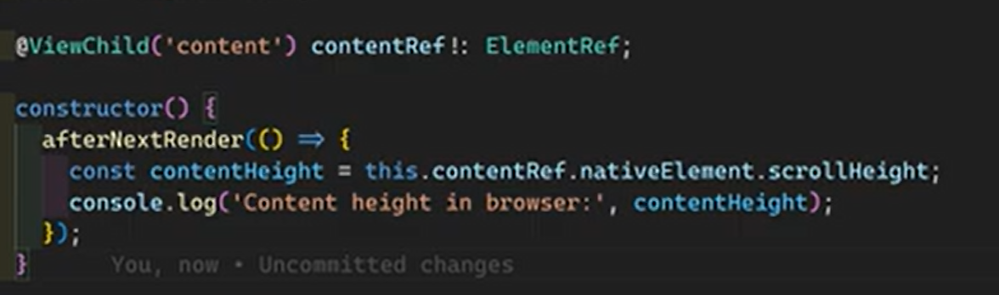 @ViewChild('content') contentRef!: ElementRef;
constructor() {
afterNextRender(() => {
const contentHeight = this.contentRef.nativeElement.scrollHeight;
console.log('Content height in browser:', contentHeight);
});
}    You, now • Uncommitted changes